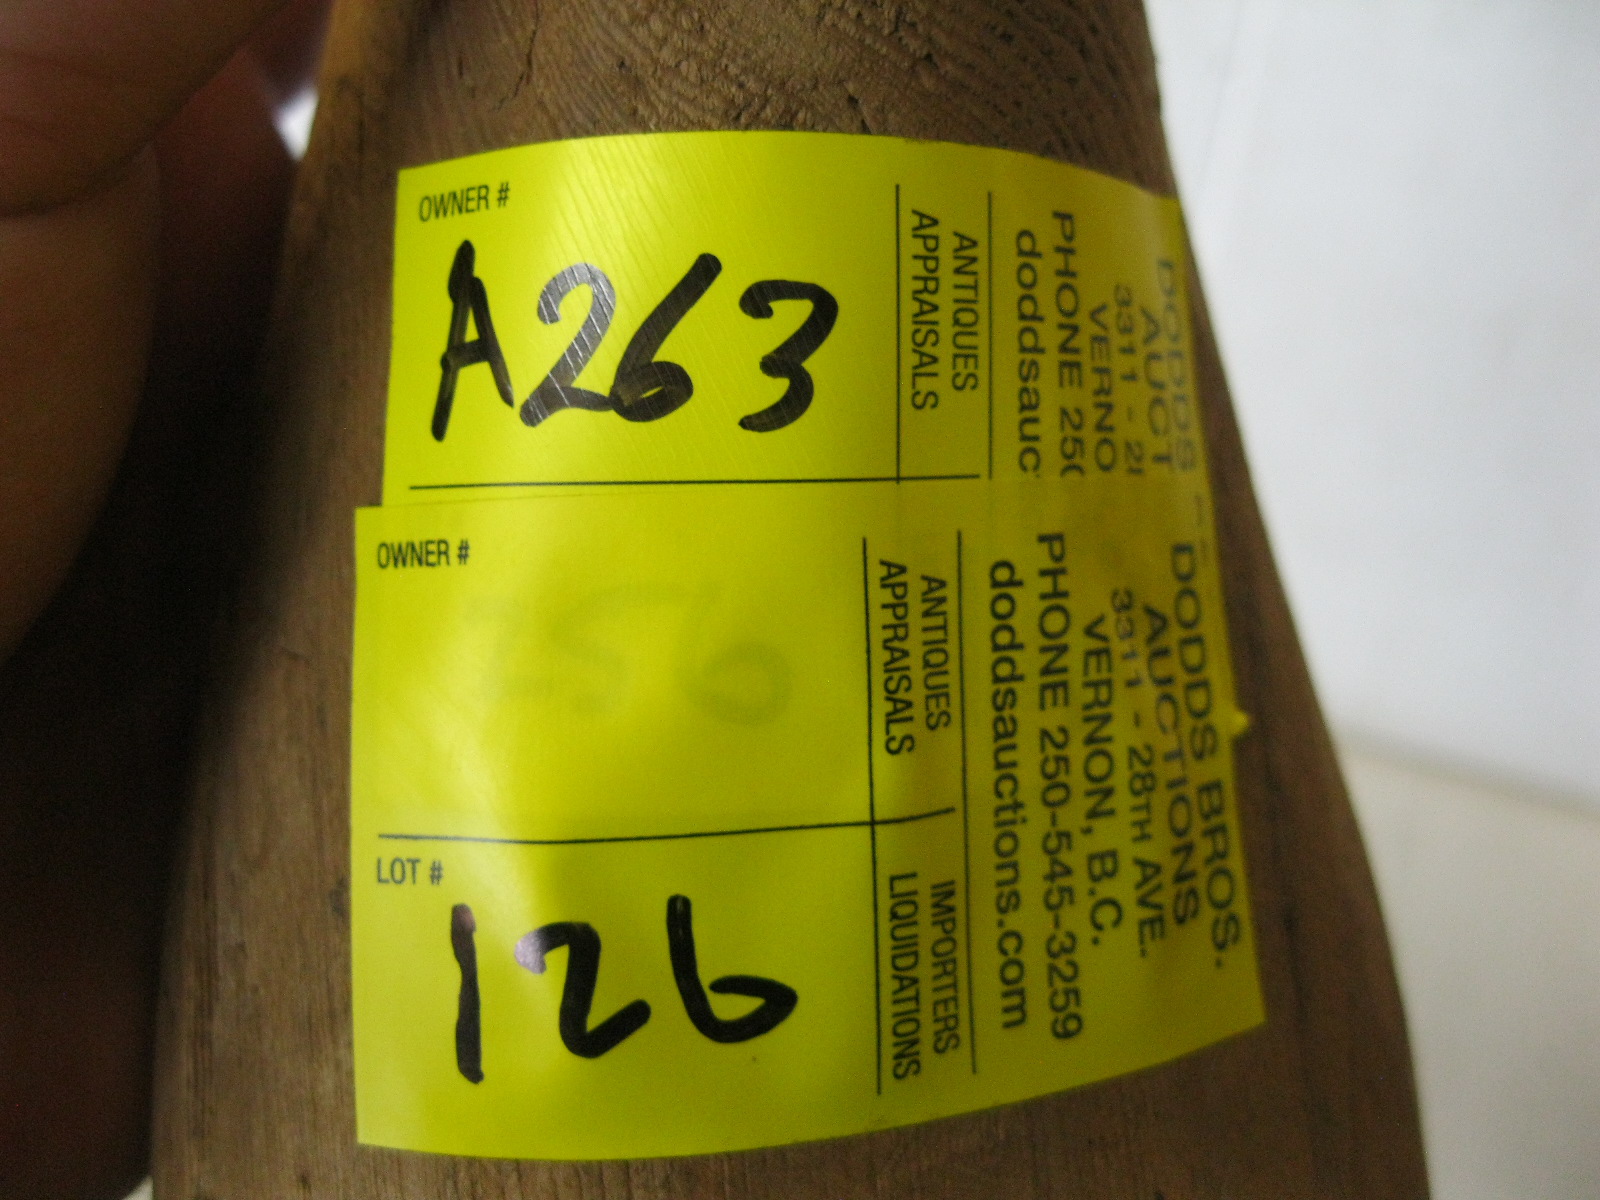 OWNER #
A263
ANTIQUES
APPRAISALS
DODDS
AUCT
3311 - 2
VERNO
PHONE 250
doddsauc
OWNER #
LOT #
126
ANTIQUES IMPORTERS
APPRAISALS LIQUIDATIONS
DODDS BROS.
AUCTIONS
3311 - 28TH AVE.
VERNON, B.C.
PHONE 250-545-3259
doddsauctions.com